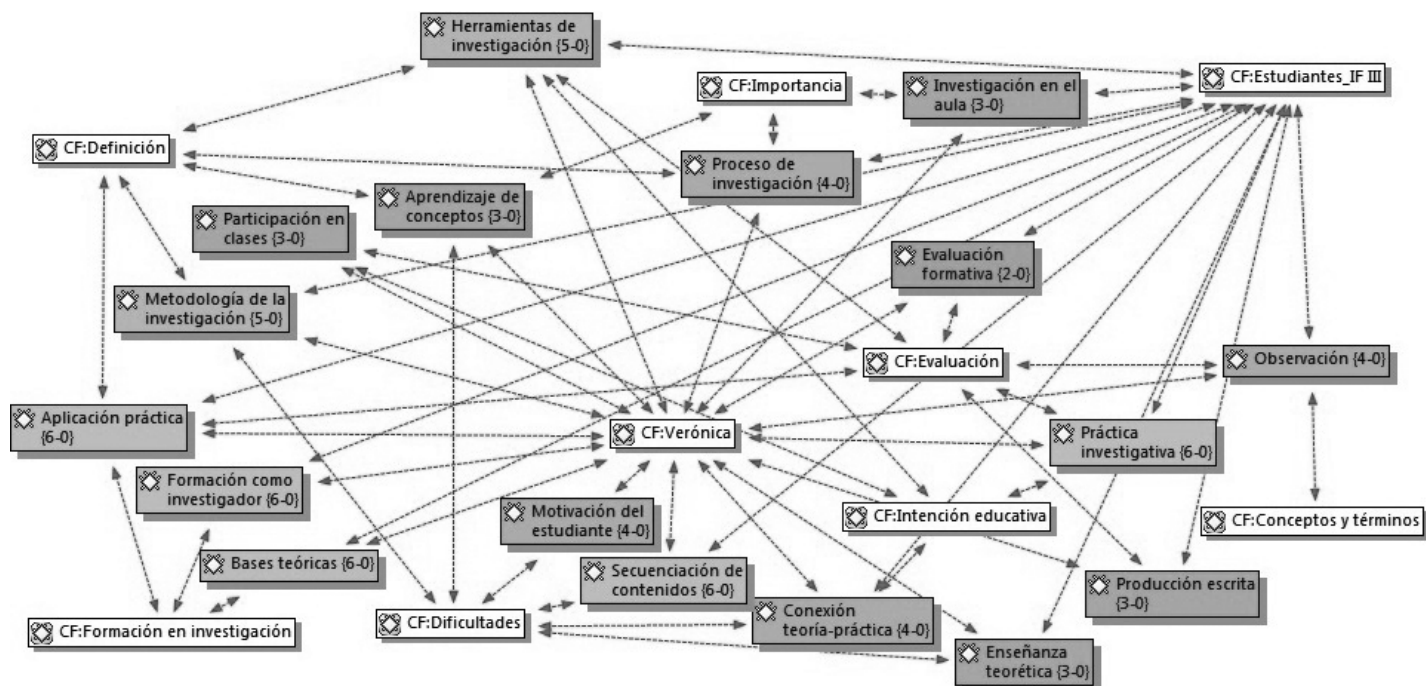 Herramientas de
investigación {5-0}
CF:Importancia
Investigación en el
aula {3-0}
CF:Estudiantes_IF III
CF:Definición
Proceso de
investigación {4-0}
Aprendizaje de
conceptos {3-0}
Participación en
clases {3-0}
Evaluación
formativa {2-0}
Metodología de la
investigación {5-0}
CF:Evaluación
Observación {4-0}
Aplicación práctica
{6-0}
CF:Verónica
Práctica
investigativa {6-0}
Formación como
investigador {6-0}
Motivación del
estudiante {4-0}
CF:Intención educativa
CF:Conceptos y términos
Bases teóricas {6-0}
Secuenciación de
contenidos {6-0}
Producción escrita
{3-0}
CF:Formación en investigación
CF:Dificultades
Conexión
teoría-práctica {4-0}
Enseñanza
teorética {3-0}